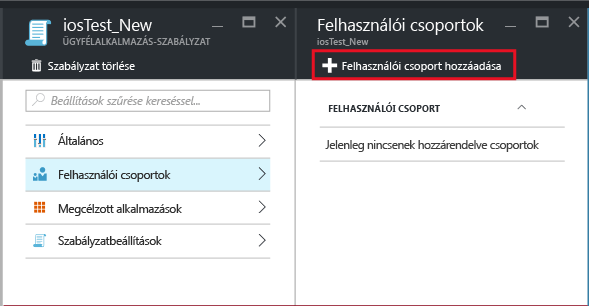 iosTest_New
ÜGYFÉLALKALMAZÁS-SZABÁLYZAT
Szabályzat törlése
Beállítások szűrése kereséssel...
Általános
Felhasználói csoportok
Megcélzott alkalmazások
Szabályzatbeállítások
Felhasználói csoportok
iosTest_New
Felhasználói csoport hozzáadása
FELHASZNÁLÓI CSOPORT
Jelenleg nincsenek hozzárendelve csoportok